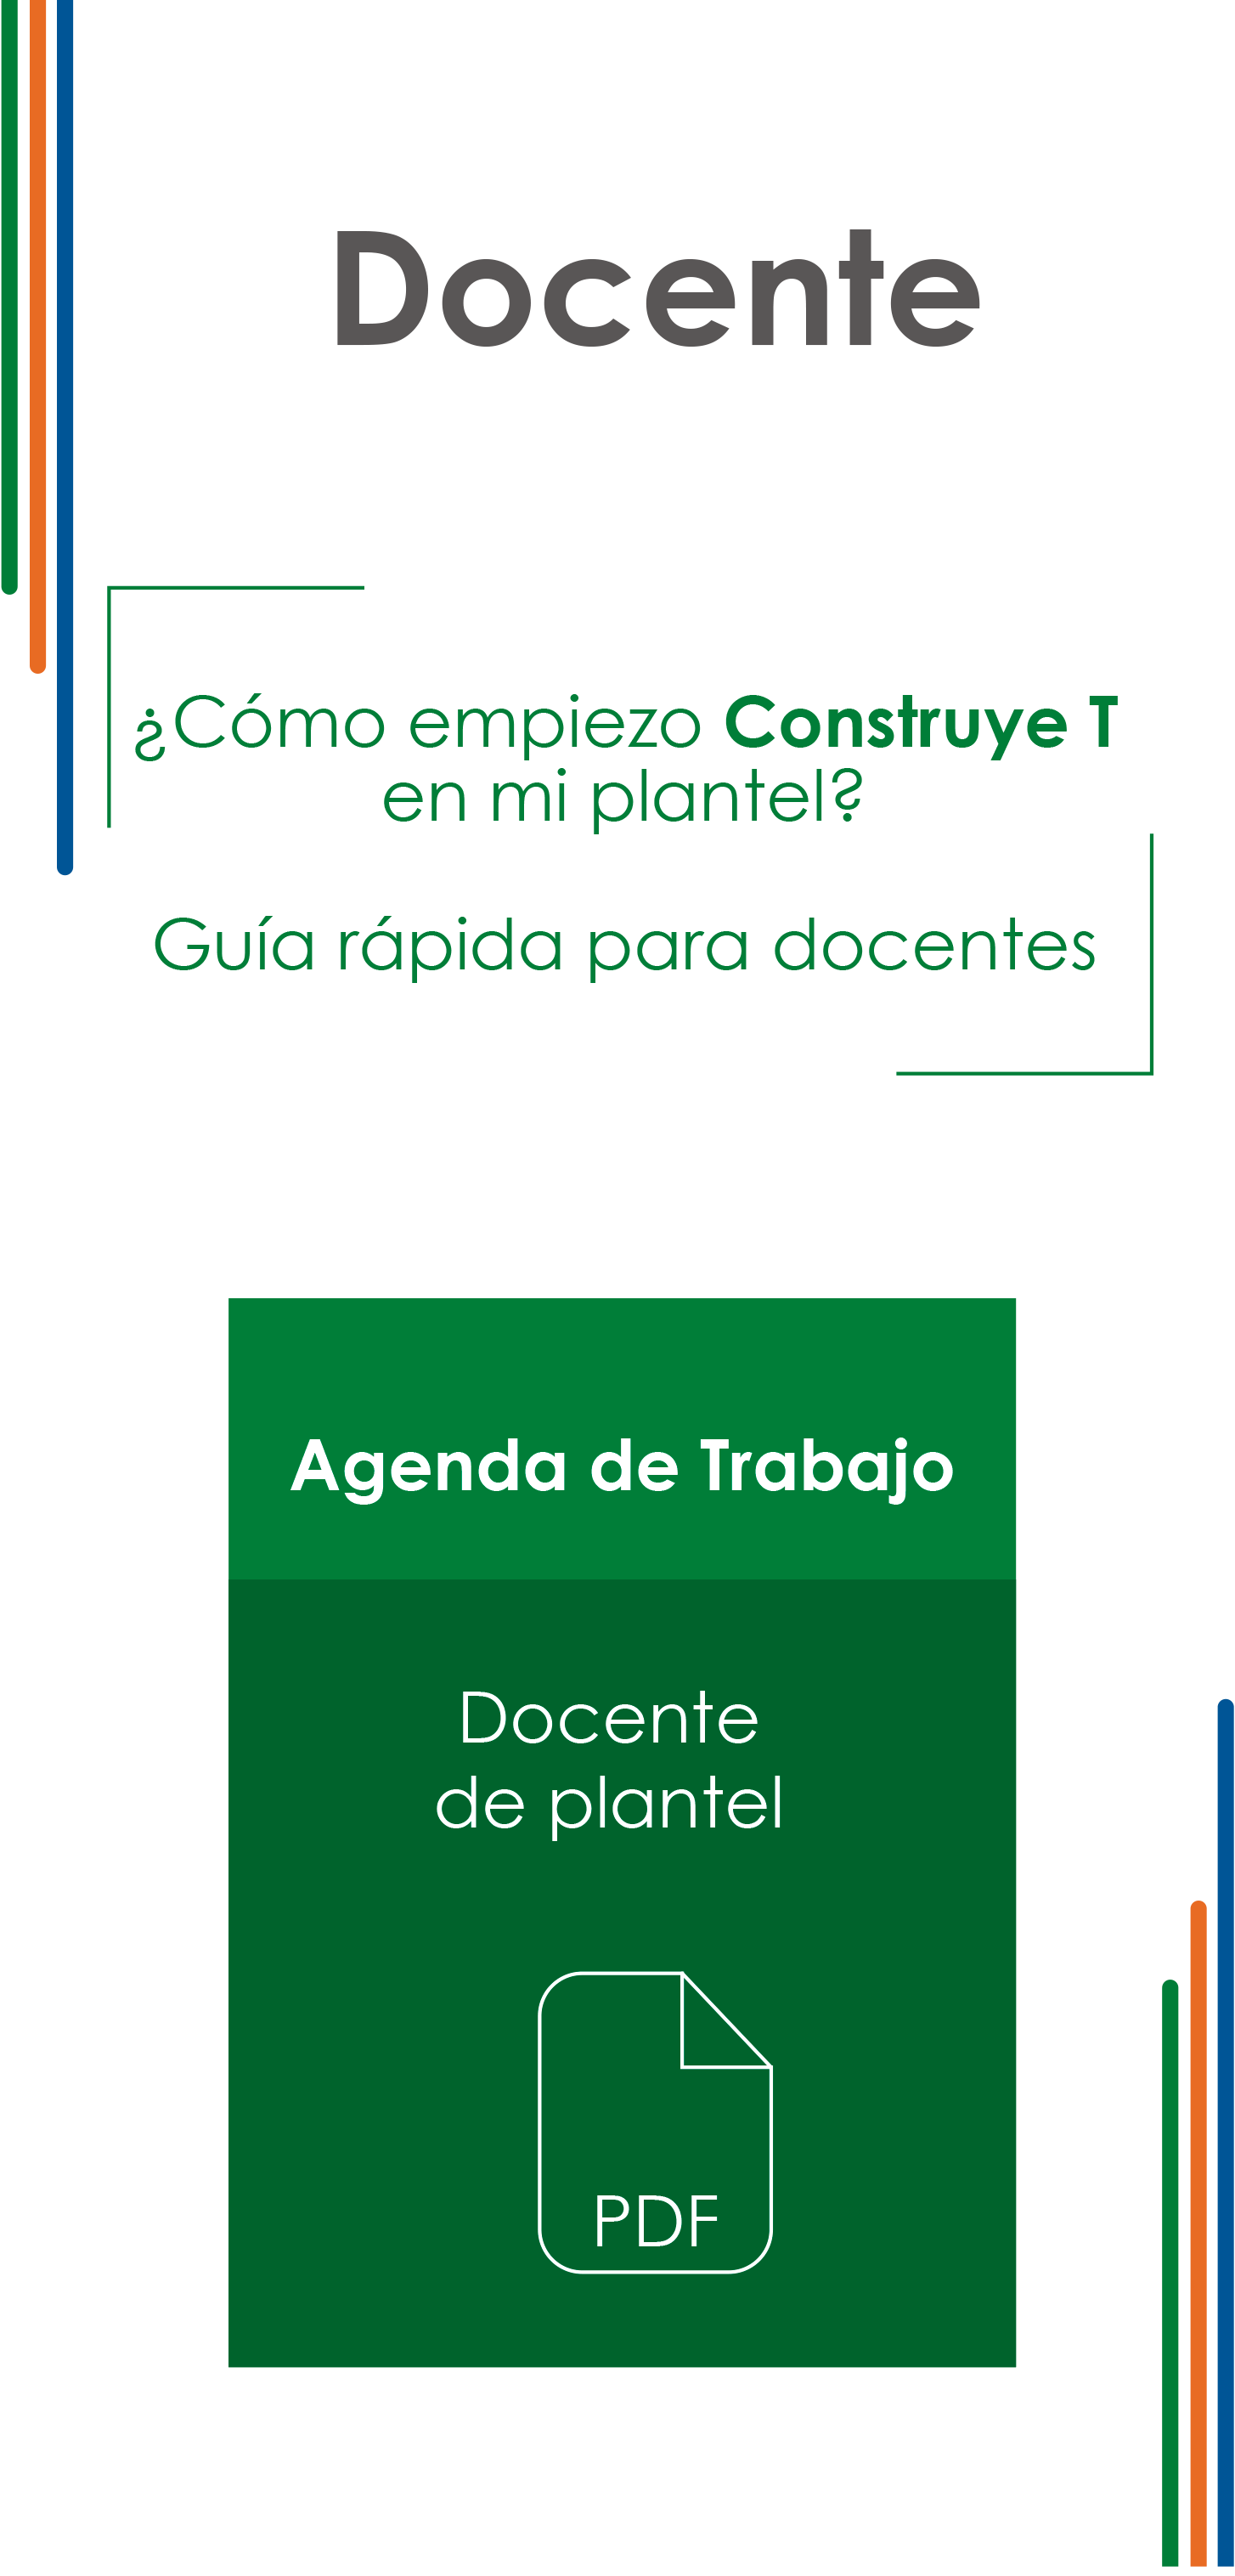 Docente
¿Cómo empiezo Construye T
en mi plantel?
Guía rápida para docentes
Agenda de Trabajo
Docente
de plantel
PDF